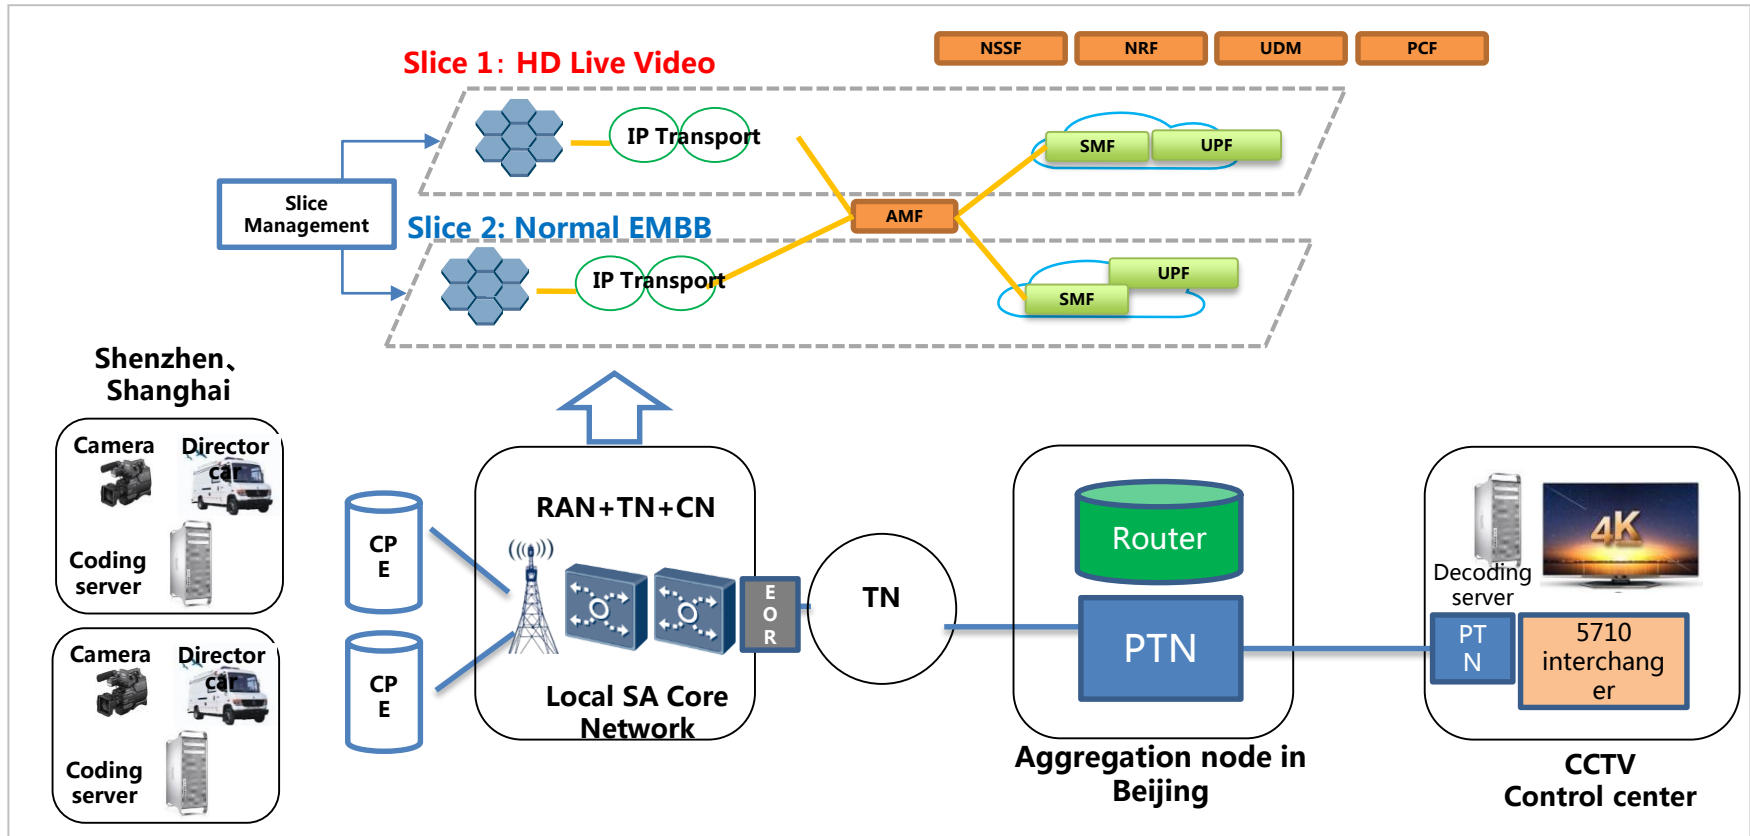 NSSF
NRF
UDM
PCF
Slice 1: HD Live Video
IP Transport
SMF
UPF
Slice
Management
AMF
Slice 2: Normal EMBB
IP Transport
UPF
SMF
Shenzhen、
Shanghai
Camera
Director
car
Coding
server
Camera
Director
car
Coding
server
CP
E
CP
E
RAN+TN+CN
E
O
R
Local SA Core
Network
TN
Router
PTN
Aggregation node in
Beijing
4K
Decoding
server
PT
N
5710
interchang
er
CCTV
Control center